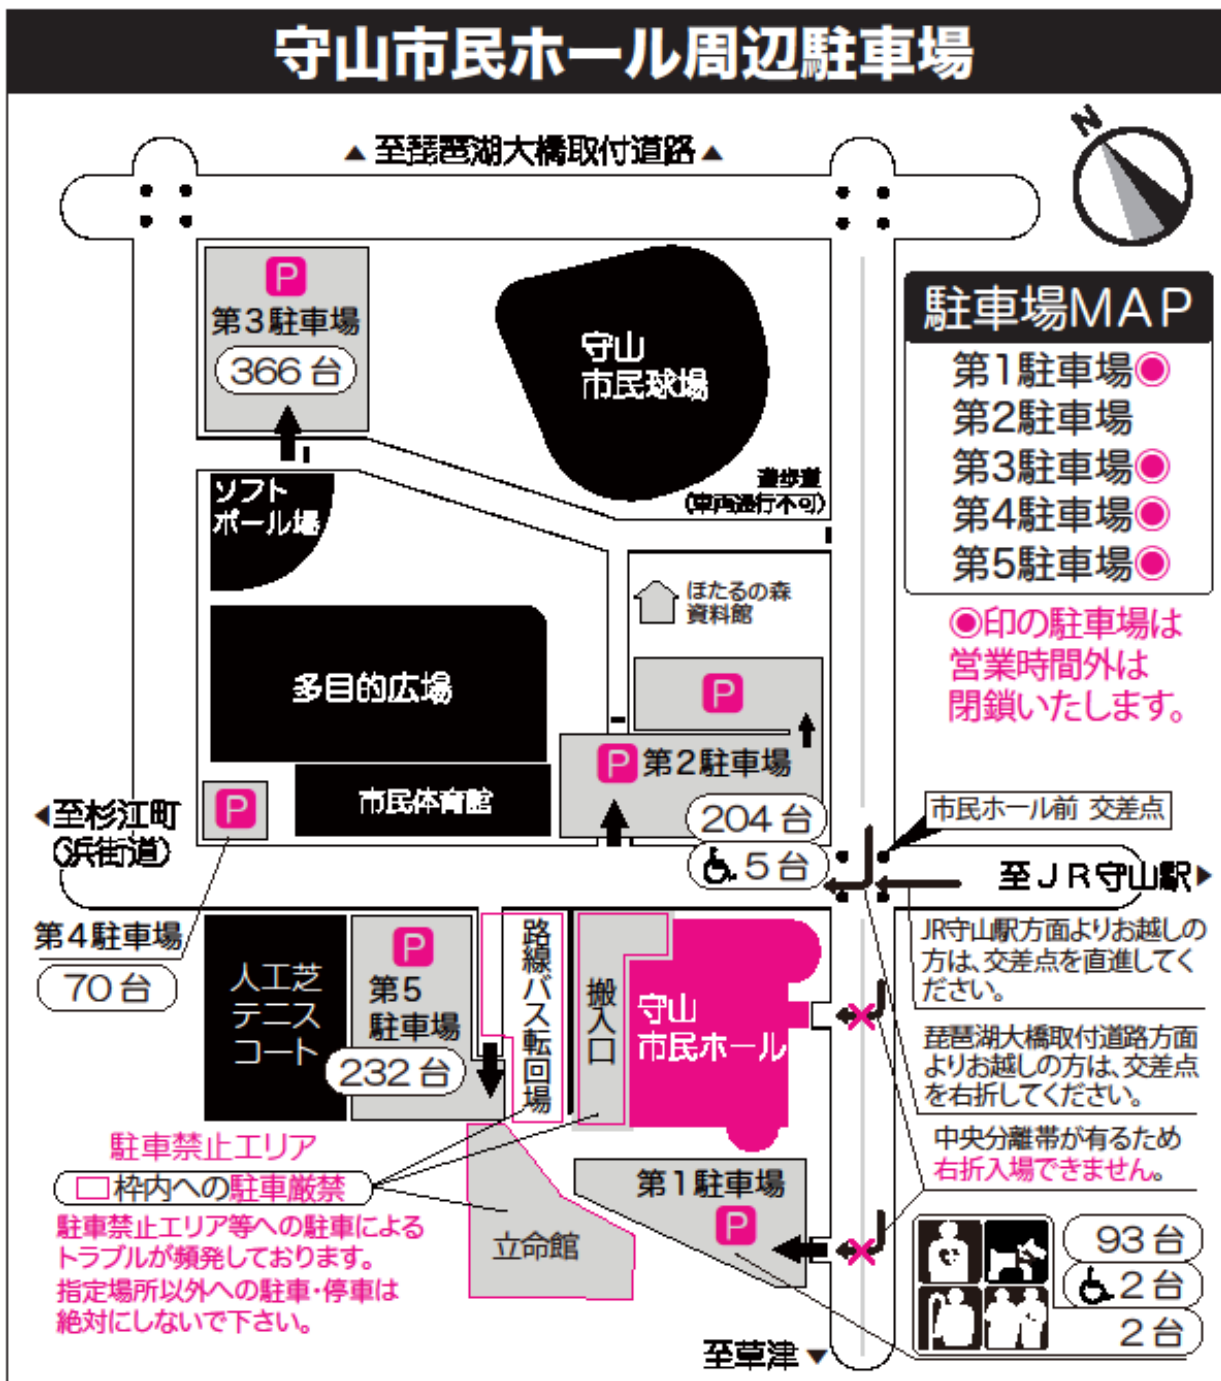 守山市民ホール周辺駐車場
▲ 至琵琶湖大橋取付道路 ▲
N
P
第3駐車場
366 台
守山
市民球場
遊歩道
(車両通行不可)
駐車場MAP
第1駐車場◉
第2駐車場
第3駐車場◉
第4駐車場◉
第5駐車場◉
◉印の駐車場は
営業時間外は
閉鎖いたします。
ソフト
ボール場
ほたるの森
資料館
多目的広場
P
P 第2駐車場
204 台
5 台
市民体育館
P
◀至杉江町
(浜街道)
市民ホール前 交差点
至JR守山駅▶
第4駐車場
70 台
人工芝
テニス
コート
P
第5
駐車場
232 台
路線バス転回場
搬入口
守山
市民ホール
JR守山駅方面よりお越しの
方は、交差点を直進してく
ださい。
琵琶湖大橋取付道路方面
よりお越しの方は、交差点
を右折してください。
中央分離帯が有るため
右折入場できません。
駐車禁止エリア
□枠内への駐車厳禁
駐車禁止エリア等への駐車による
トラブルが頻発しております。
指定場所以外への駐車・停車は
絶対にしないで下さい。
立命館
第1駐車場
P
93 台
2 台
2 台
至草津▼